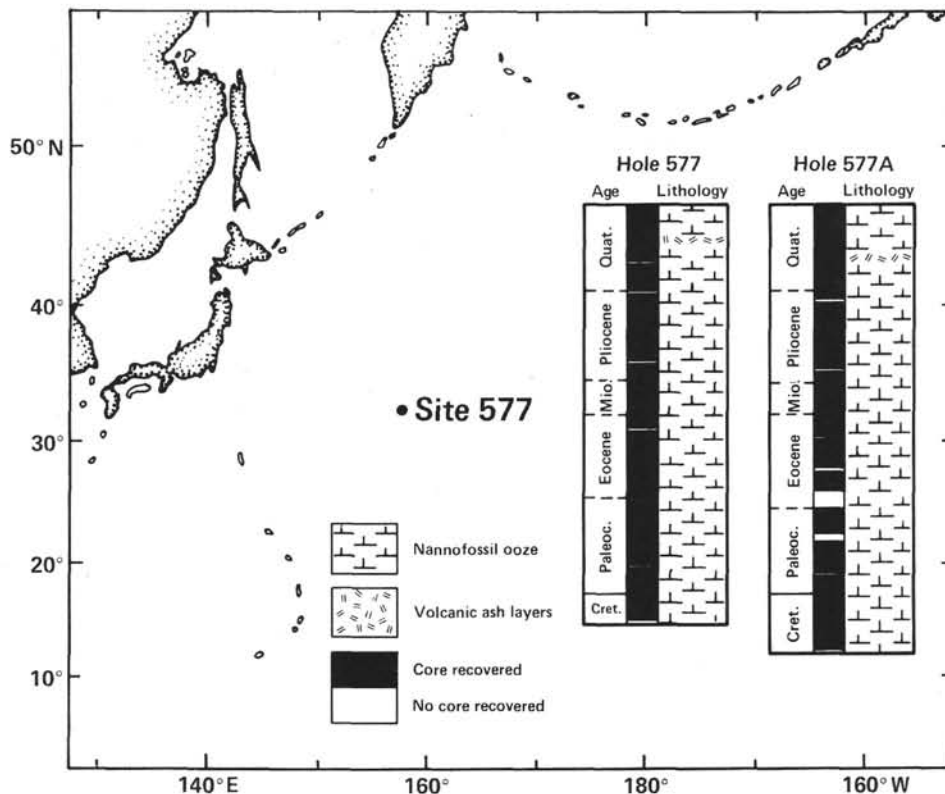 50° N
40°
30°
20°
10°
140°E
160°
180°
160°W
• Site 577
Hole 577
Age
Lithology
Quat.
Pliocene
Mio.
Eocene
Paleoc.
Cret.
Hole 577A
Age
Lithology
Quat.
Pliocene
Mio.
Eocene
Paleoc.
Cret.
Nannofossil ooze
Volcanic ash layers
Core recovered
No core recovered